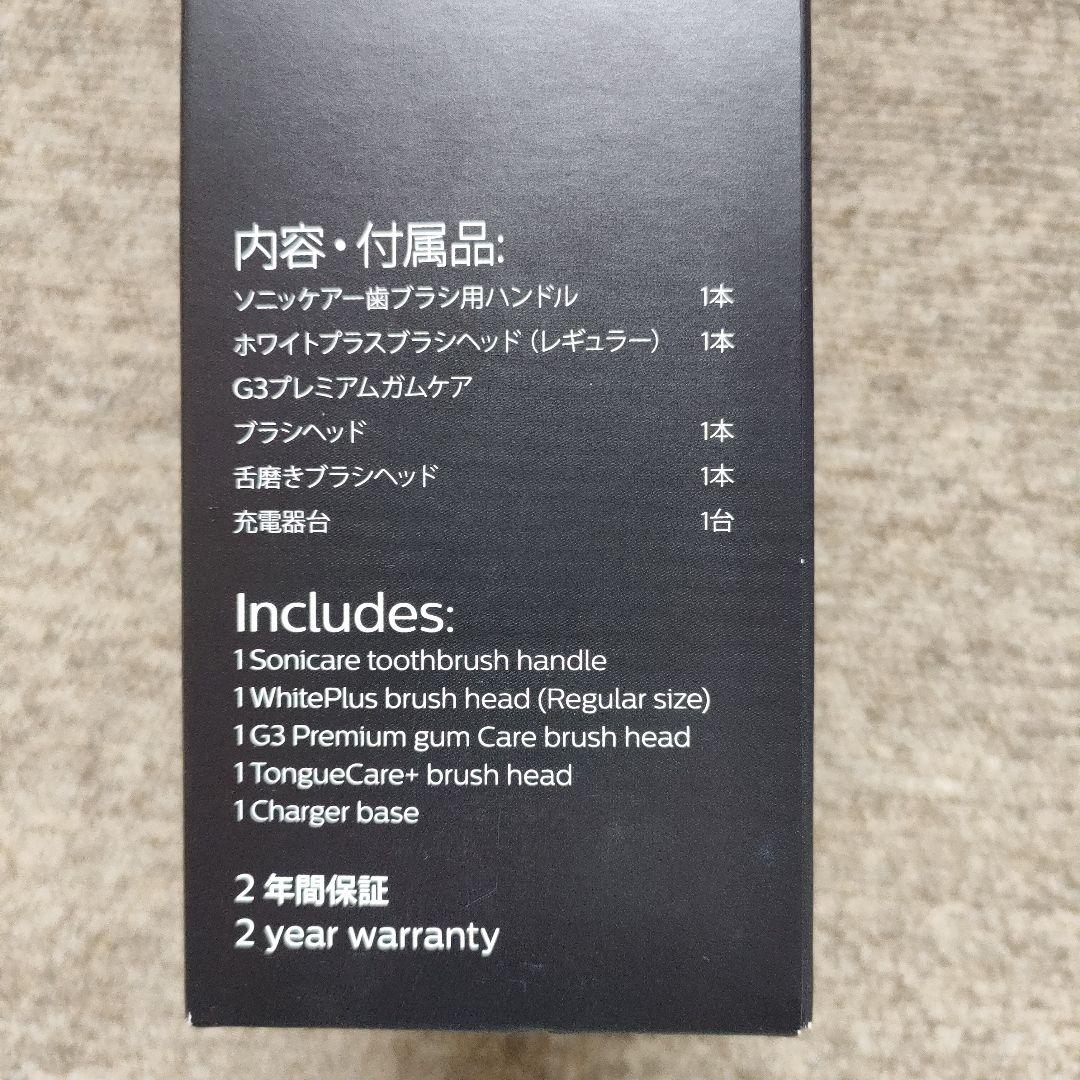 内容・付属品:
ソニッケアー歯ブラシ用ハンドル 1本
ホワイトプラスブラシヘッド（レギュラー） 1本
G3プレミアムガムケア
ブラシヘッド 1本
舌磨きブラシヘッド 1本
充電器台 1台
Includes:
1 Sonicare toothbrush handle
1 WhitePlus brush head (Regular size)
1 G3 Premium gum Care brush head
1 TongueCare+ brush head
1 Charger base
2 年間保証
2 year warranty